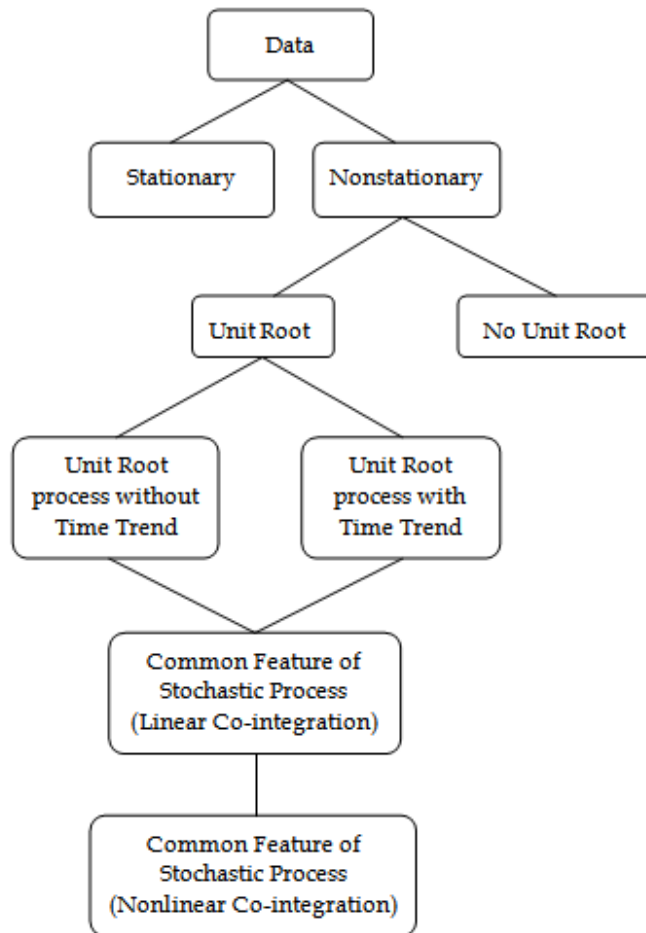 Data
Stationary
Nonstationary
Unit Root
No Unit Root
Unit Root
process without
Time Trend
Unit Root
process with
Time Trend
Common Feature of
Stochastic Process
(Linear Co-integration)
Common Feature of
Stochastic Process
(Nonlinear Co-integration)